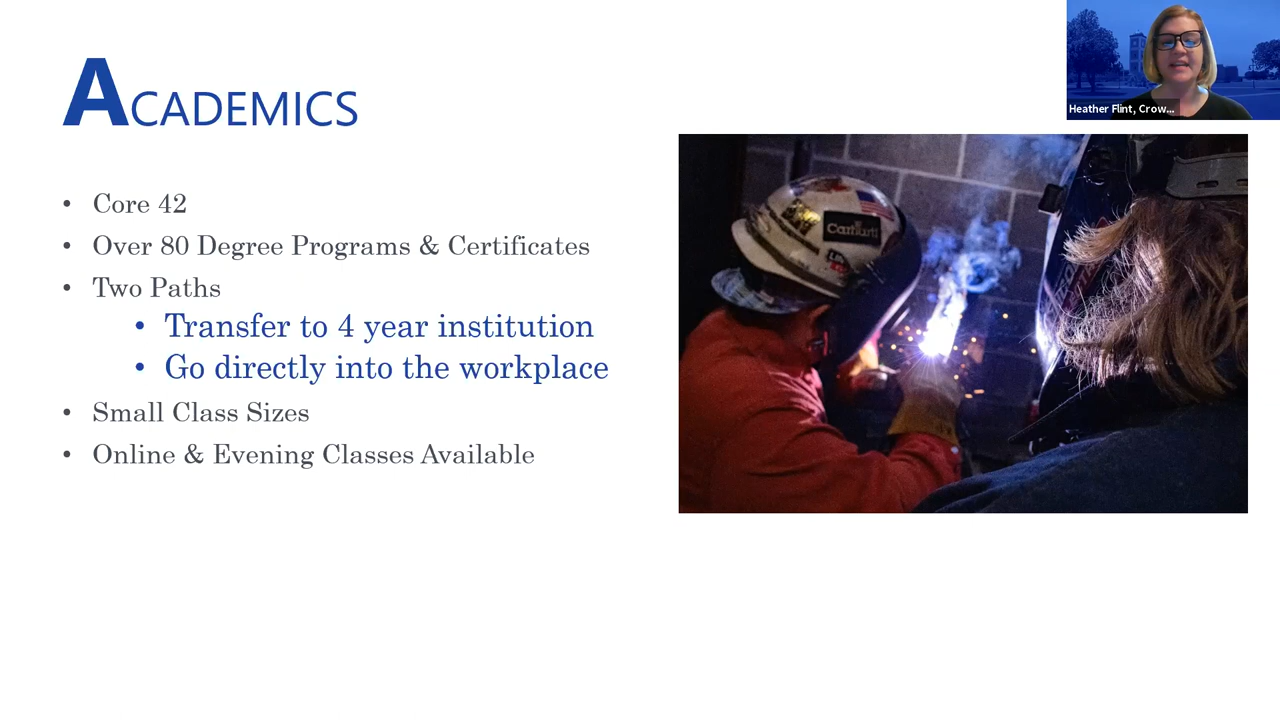 ACADEMICS
Heather Flint, Crow...
• Core 42
• Over 80 Degree Programs & Certificates
• Two Paths
• Transfer to 4 year institution
• Go directly into the workplace
• Small Class Sizes
• Online & Evening Classes Available
Carhartt